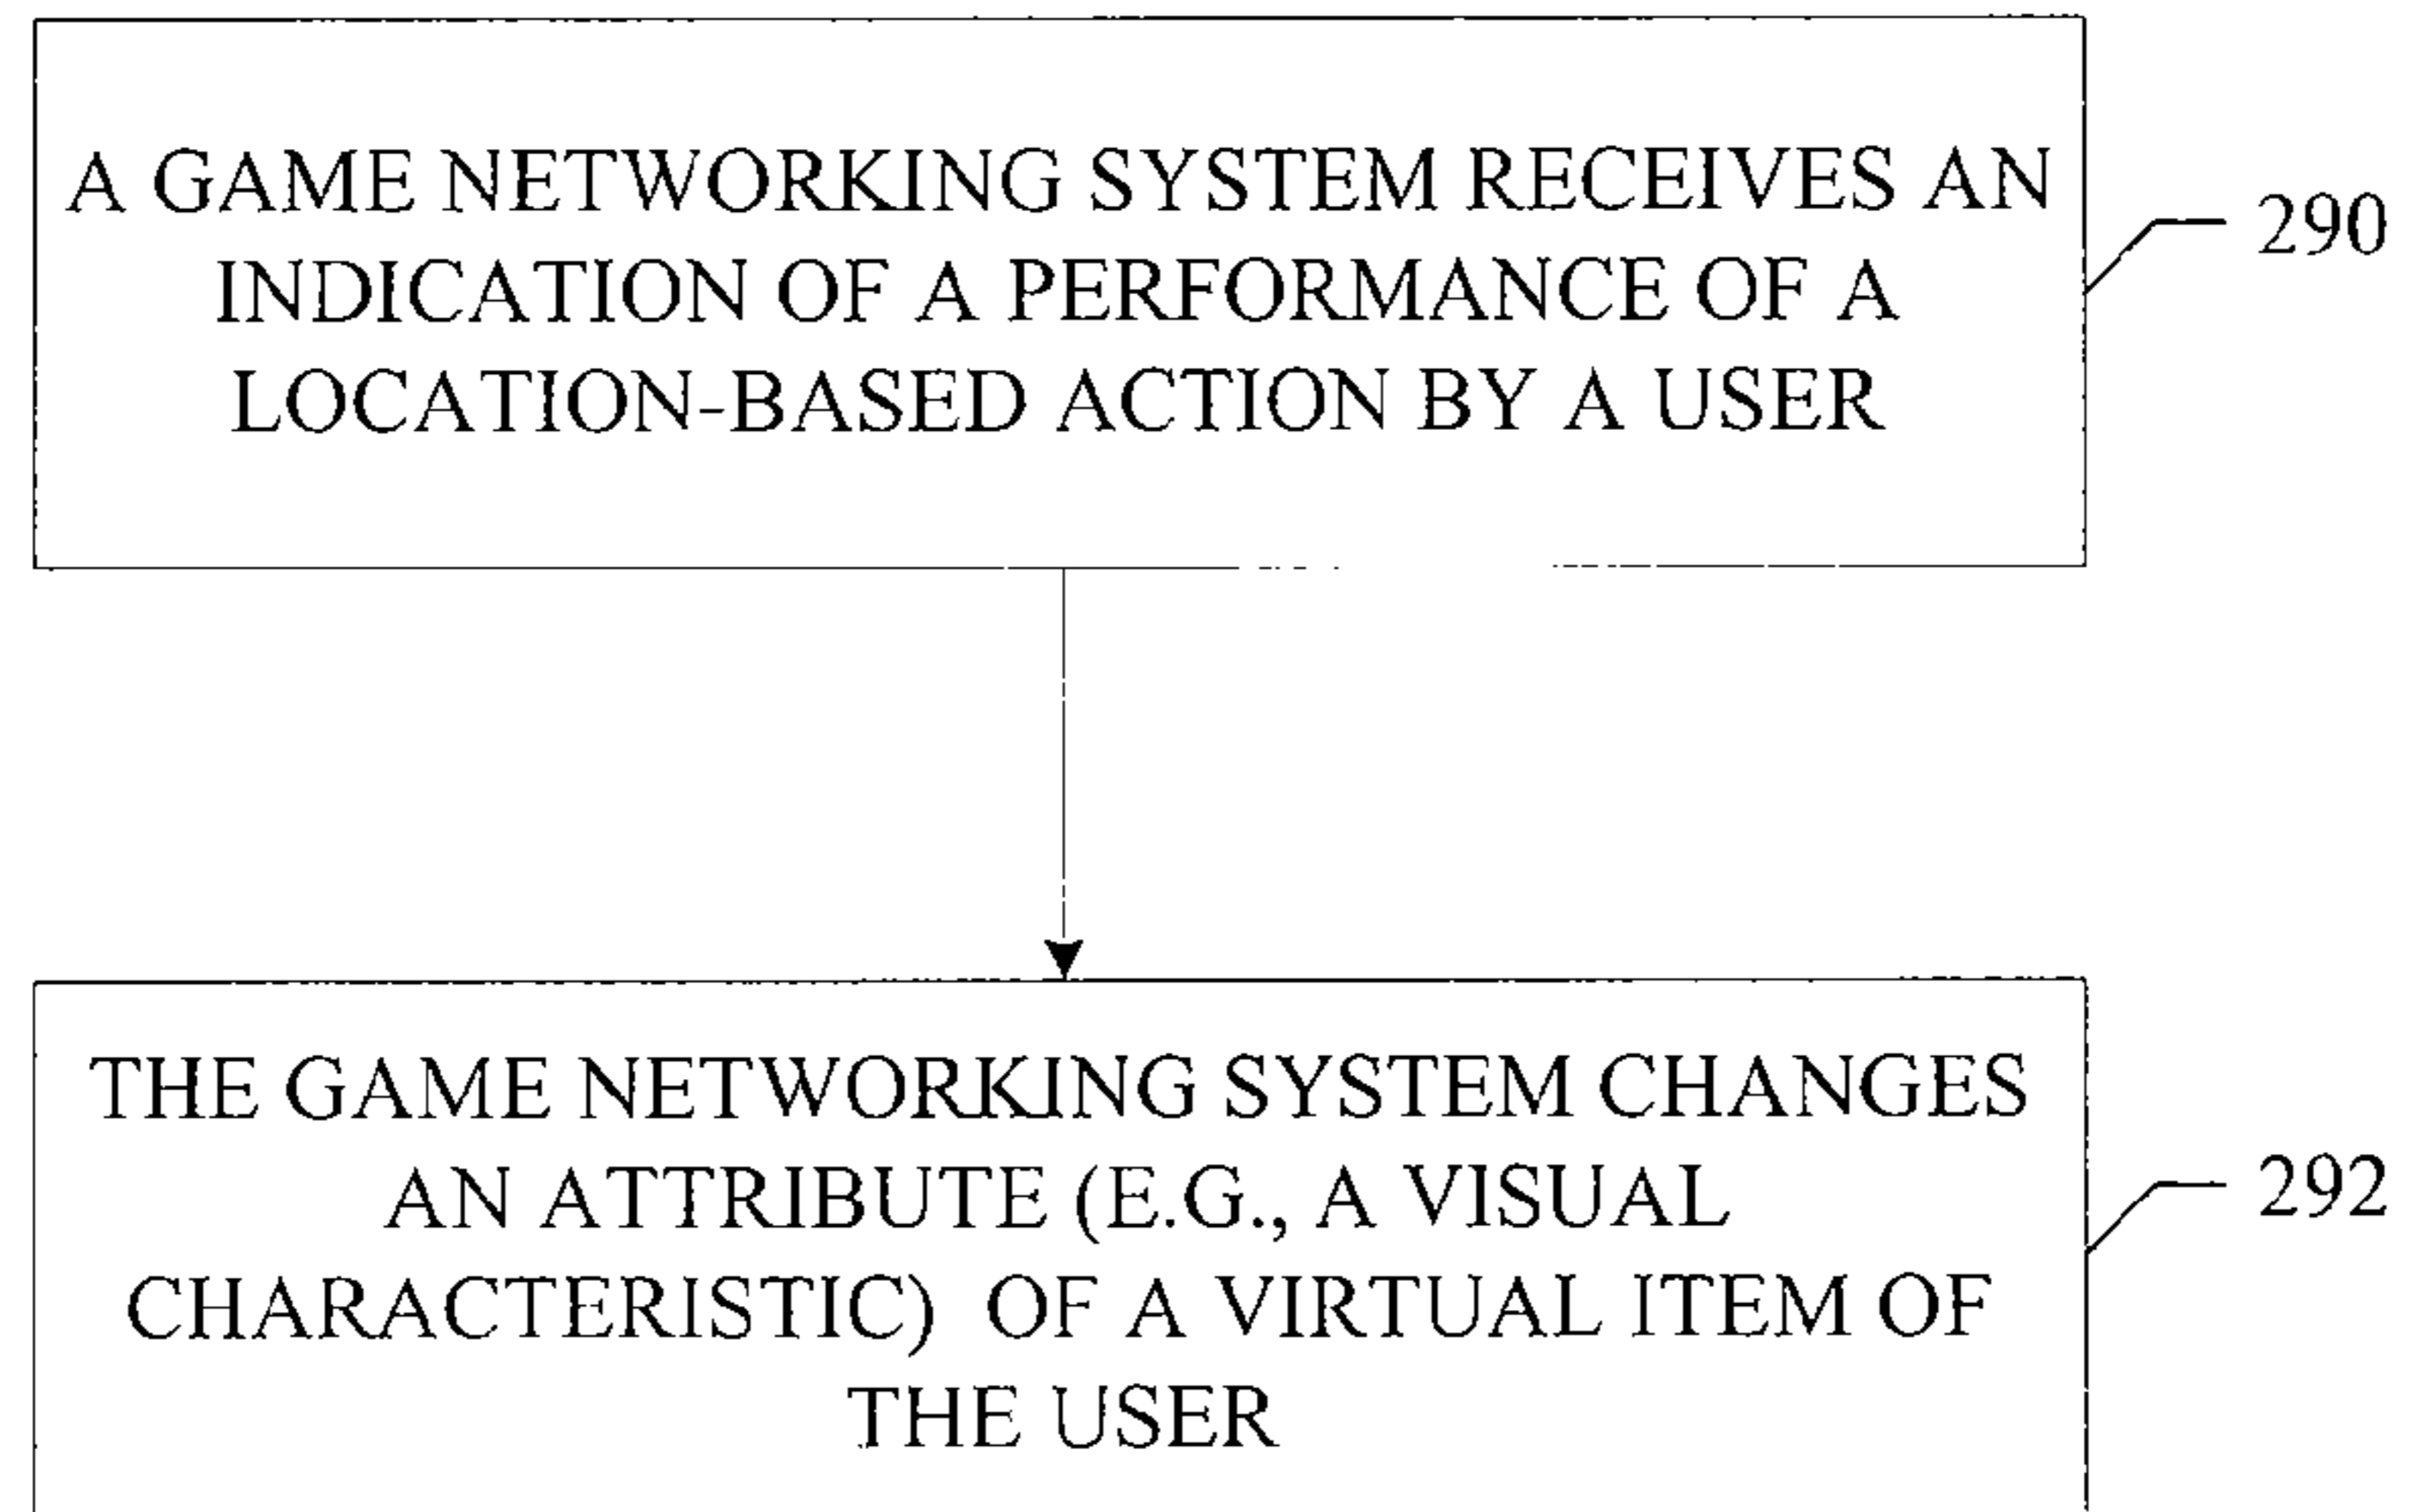 A GAME NETWORKING SYSTEM RECEIVES AN
INDICATION OF A PERFORMANCE OF A
LOCATION-BASED ACTION BY A USER
290
THE GAME NETWORKING SYSTEM CHANGES
AN ATTRIBUTE (E.G., A VISUAL
CHARACTERISTIC) OF A VIRTUAL ITEM OF
THE USER
292